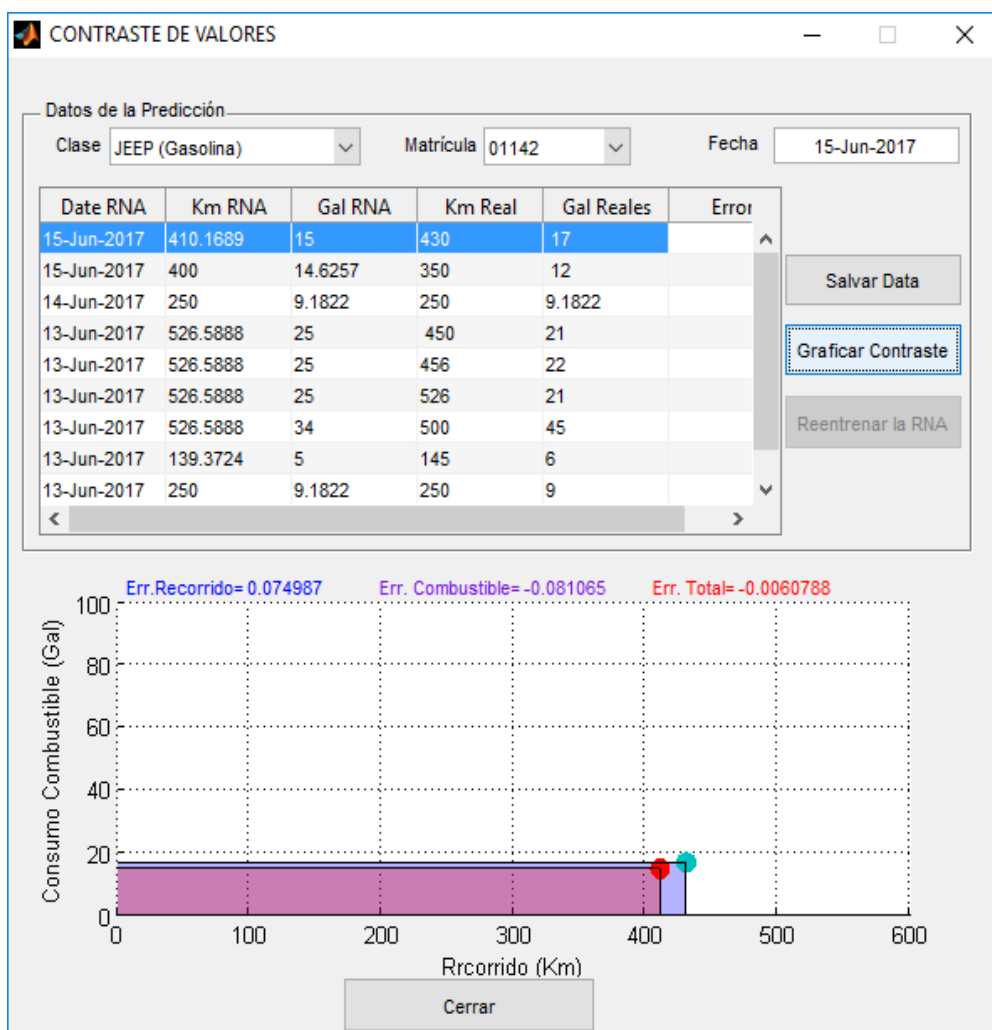 CONTRASTE DE VALORES
Datos de la Predicción
Clase JEEP (Gasolina) Matrícula 01142 Fecha 15-Jun-2017
Date RNA Km RNA Gal RNA Km Real Gal Reales Error
15-Jun-2017 410.1689 15 430 17
15-Jun-2017 400 14.6257 350 12
14-Jun-2017 250 9.1822 250 9.1822
13-Jun-2017 526.5888 25 450 21
13-Jun-2017 526.5888 25 456 22
13-Jun-2017 526.5888 25 526 21
13-Jun-2017 526.5888 34 500 45
13-Jun-2017 139.3724 5 145 6
13-Jun-2017 250 9.1822 250 9
Salvar Data
Graficar Contraste
Reentrenar la RNA
Err.Recorrido= 0.074987 Err. Combustible= -0.081065 Err. Total= -0.0060788
Consumo Combustible (Gal)
100
80
60
40
20
0
0 100 200 300 400 500 600
Rrcorrido (Km)
Cerrar